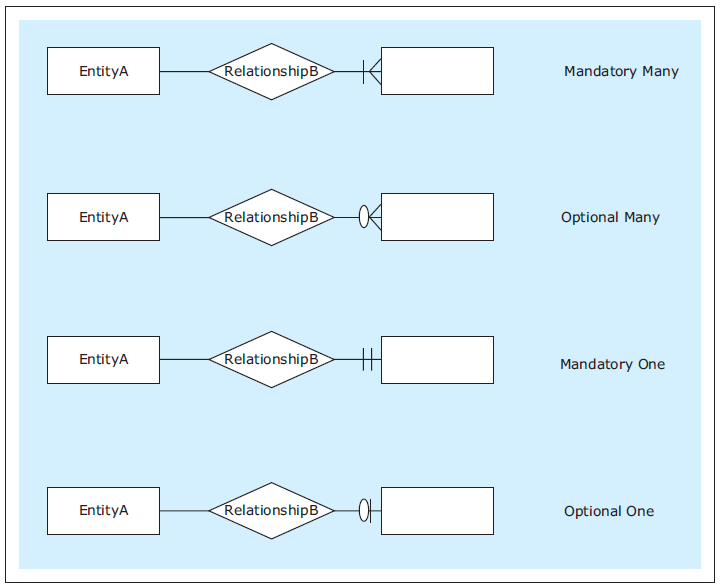 EntityA RelationshipB Mandatory Many
EntityA RelationshipB Optional Many
EntityA RelationshipB Mandatory One
EntityA RelationshipB Optional One